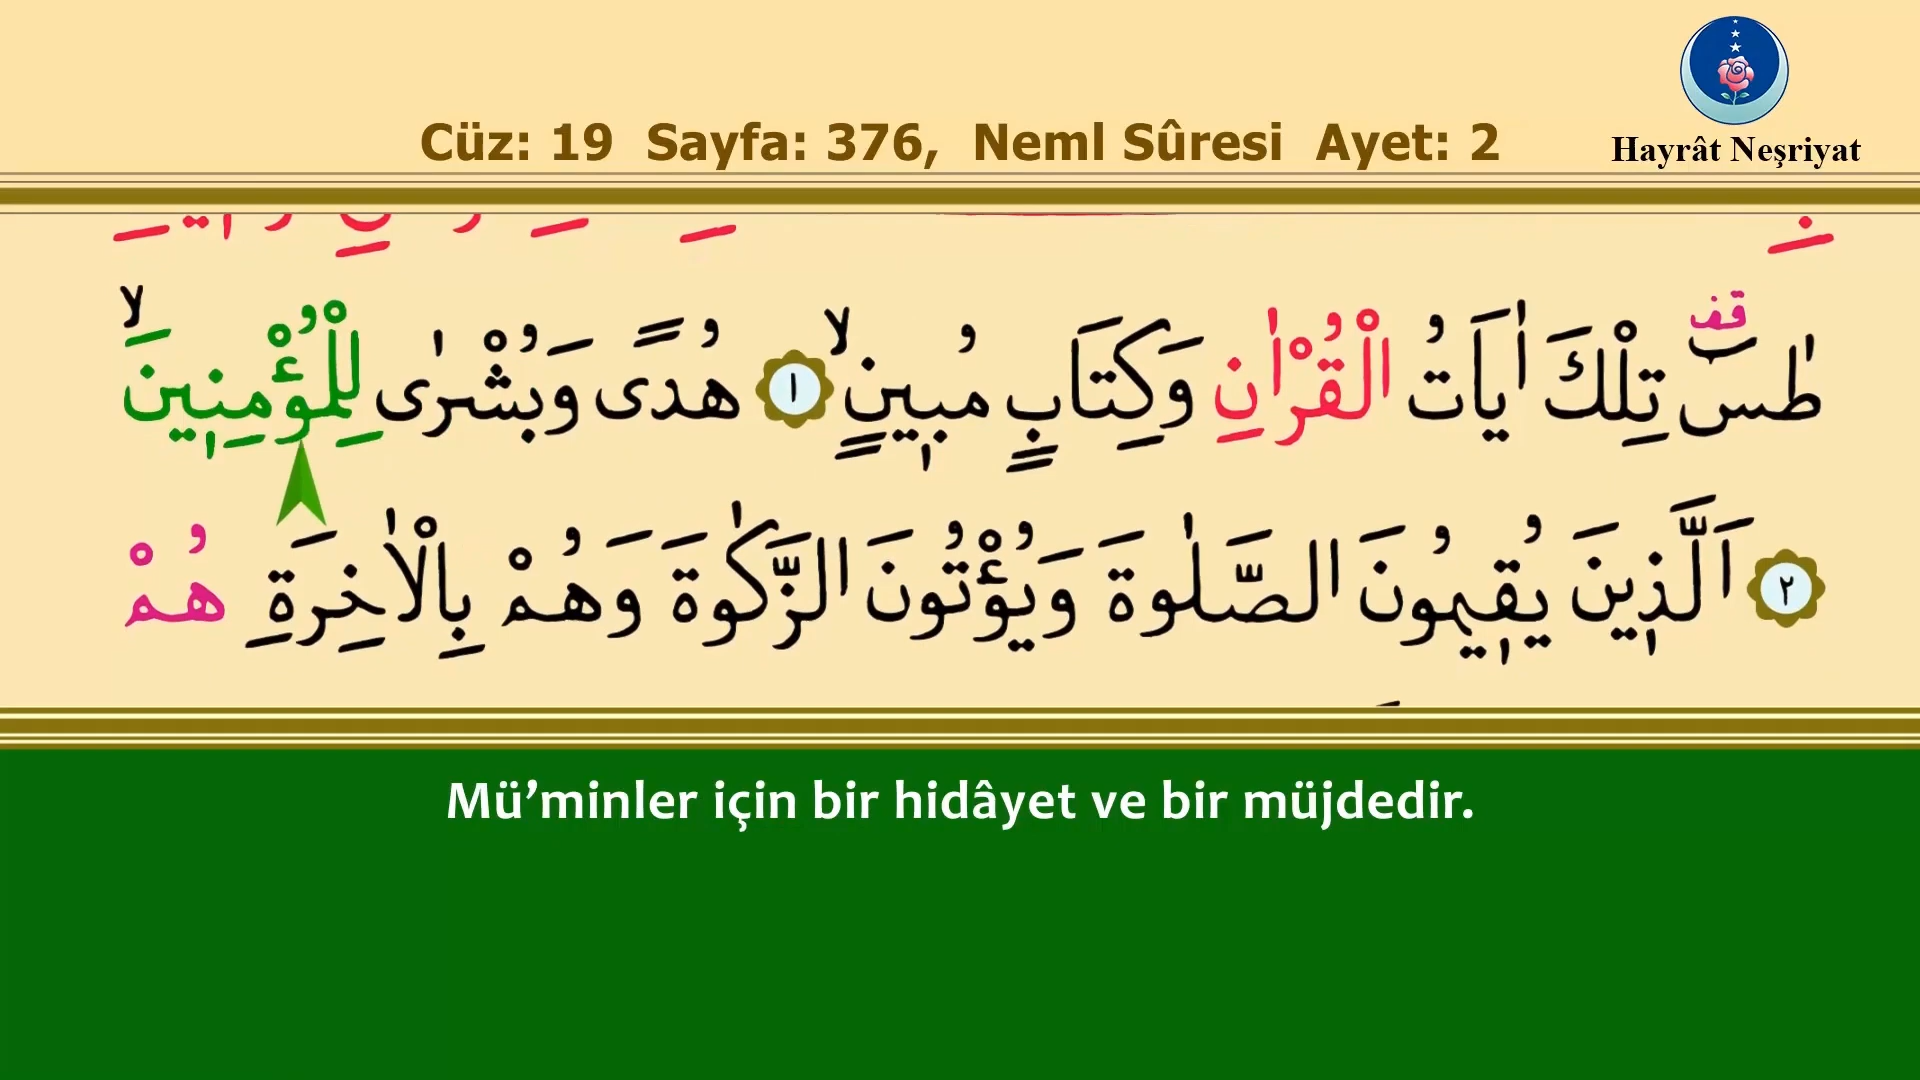 Cüz: 19 Sayfa: 376, Neml Sûresi Ayet: 2
Hayrât Neşriyat
طٰسٓ ۠ قف تِلْكَ اٰيَاتُ الْقُرْاٰنِ وَكِتَابٍ مُب۪ينٍۙ ﴿١﴾ هُدًى وَبُشْرٰى لِلْمُؤْمِن۪ينَۙ
﴿٢﴾ اَلَّذ۪ينَ يُق۪يمُونَ الصَّلٰوةَ وَيُؤْتُونَ الزَّكٰوةَ وَهُمْ بِالْاٰخِرَةِ هُمْ
Mü’minler için bir hidâyet ve bir müjdedir.